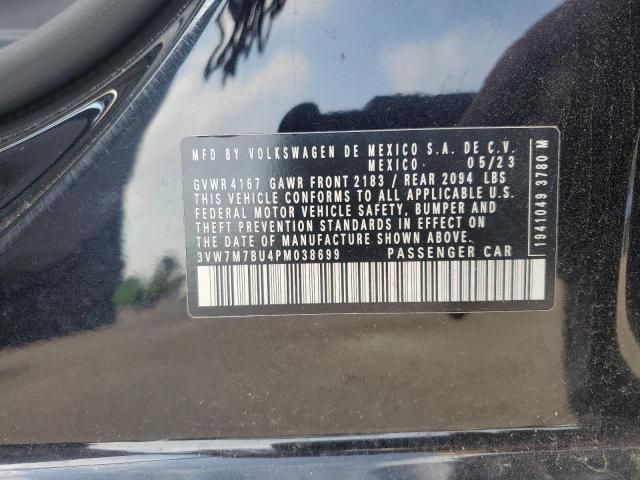 MFD BY VOLKSWAGEN DE MEXICO S.A. DE C.V.
MEXICO- 05/23
GVWR 4167 GAWR FRONT 2183 / REAR 2094 LBS
THIS VEHICLE CONFORMS TO ALL APPLICABLE U.S.
FEDERAL MOTOR VEHICLE SAFETY, BUMPER AND
THEFT PREVENTION STANDARDS IN EFFECT ON
THE DATE OF MANUFACTURE SHOWN ABOVE.
3VW7M7BU4PM038699 PASSENGER CAR
1941049 3780 M